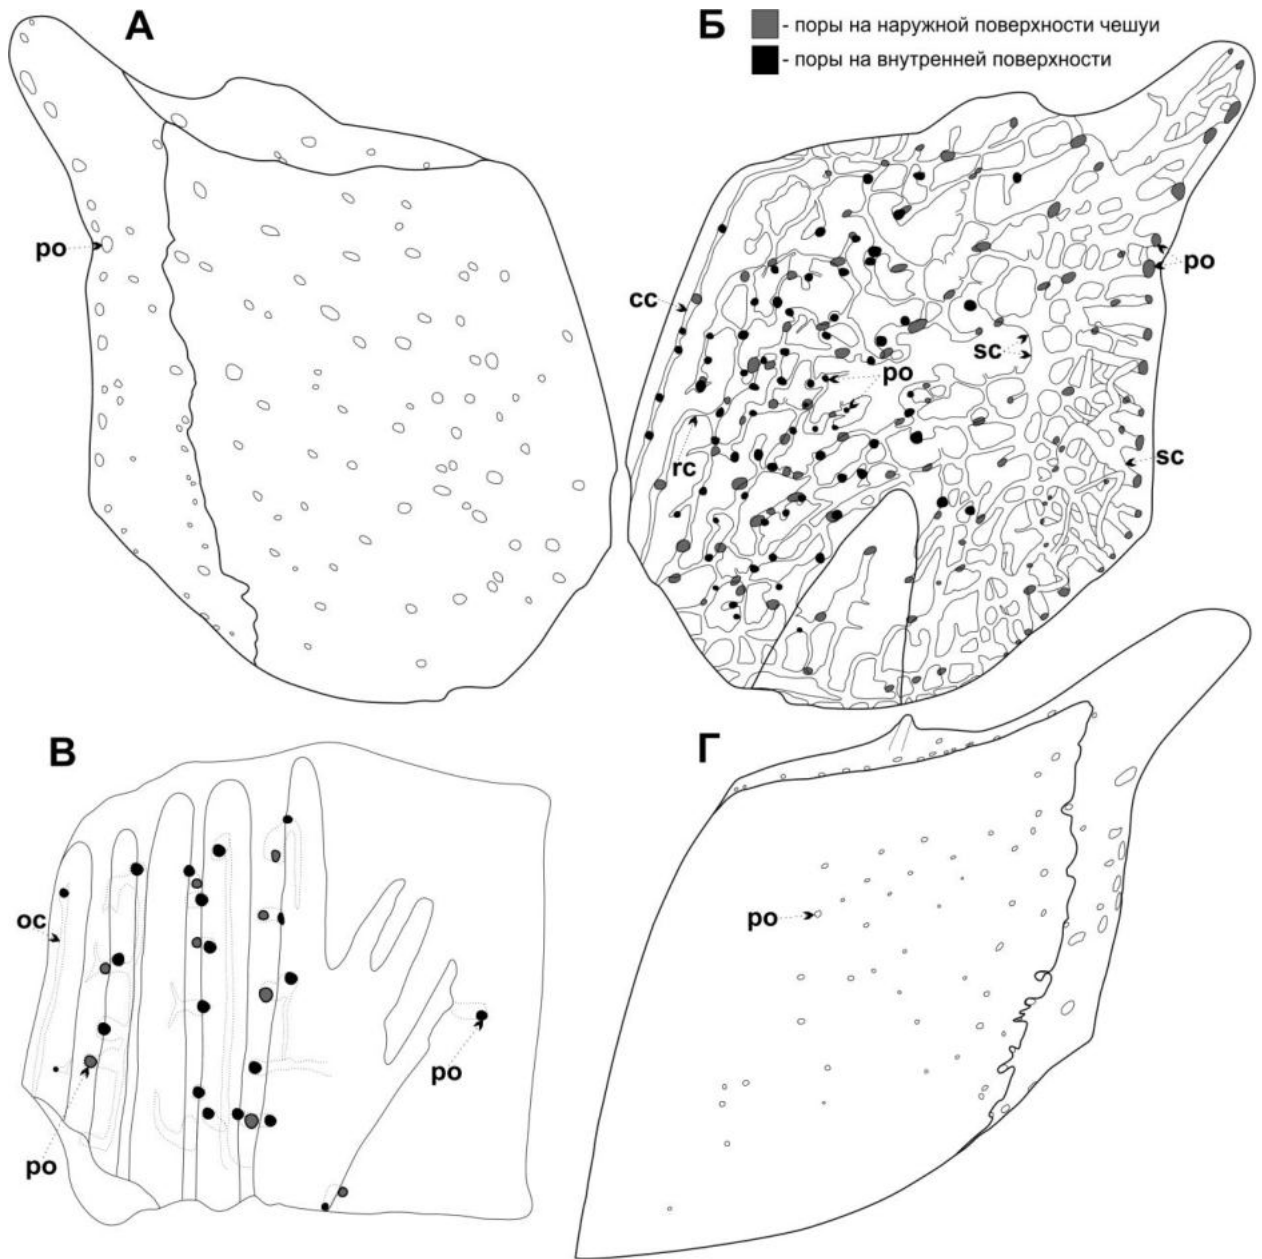 А
Б
- поры на наружной поверхности чешуи
- поры на внутренней поверхности
po
po
cc
sc
po
rc
sc
В
Г
oc
po
po
po